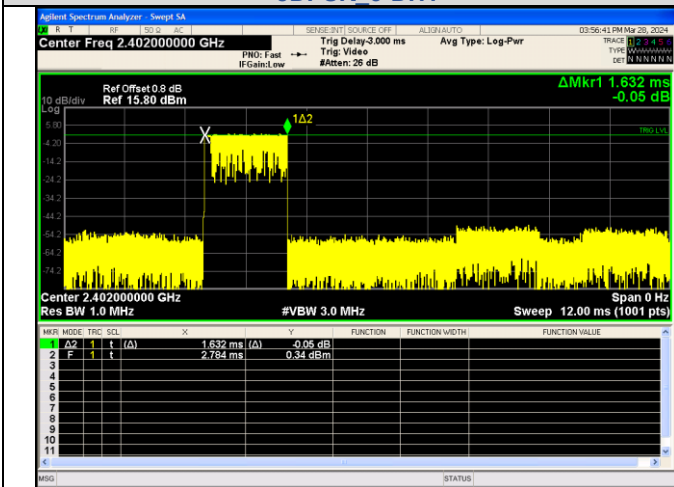 Agilent Spectrum Analyzer - Swept SA
R T RF 50 Ω AC SENSE:INT SOURCE OFF ALIGNAUTO 03:56:41 PM Mar 28, 2024
Center Freq 2.402000000 GHz
PNO: Fast
IFGain:Low
Trig Delay-3.000 ms
Trig: Video
#Atten: 26 dB
Avg Type: Log-Pwr
TRACE 1 2 3 4 5 6
TYPE WWWWWW
DET N N N N N N
ΔMkr1 1.632 ms
-0.05 dB
Ref Offset 0.8 dB
10 dB/div Ref 15.80 dBm
Log
5.80
-4.20
-14.2
-24.2
-34.2
-44.2
-54.2
-64.2
-74.2
1Δ2
TRIG LVL
Center 2.402000000 GHz Span 0 Hz
Res BW 1.0 MHz #VBW 3.0 MHz Sweep 12.00 ms (1001 pts)
MKR MODE TRC SCL X Y FUNCTION FUNCTION WIDTH FUNCTION VALUE
1 Δ2 1 t (Δ) 1.632 ms (Δ) -0.05 dB
2 F 1 t 2.784 ms 0.34 dBm
3
4
5
6
7
8
9
10
11
MSG STATUS